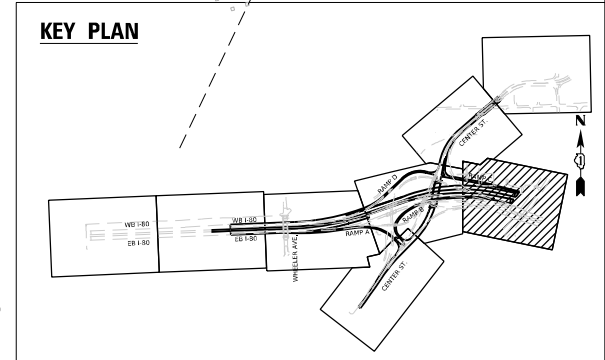 KEY PLAN
CENTER ST.
N
RAMP D
RAMP C
WB I-80
WB I-80
RAMP B
EB I-80
EB I-80
RAMP A
WHEELER AVE.
CENTER ST.